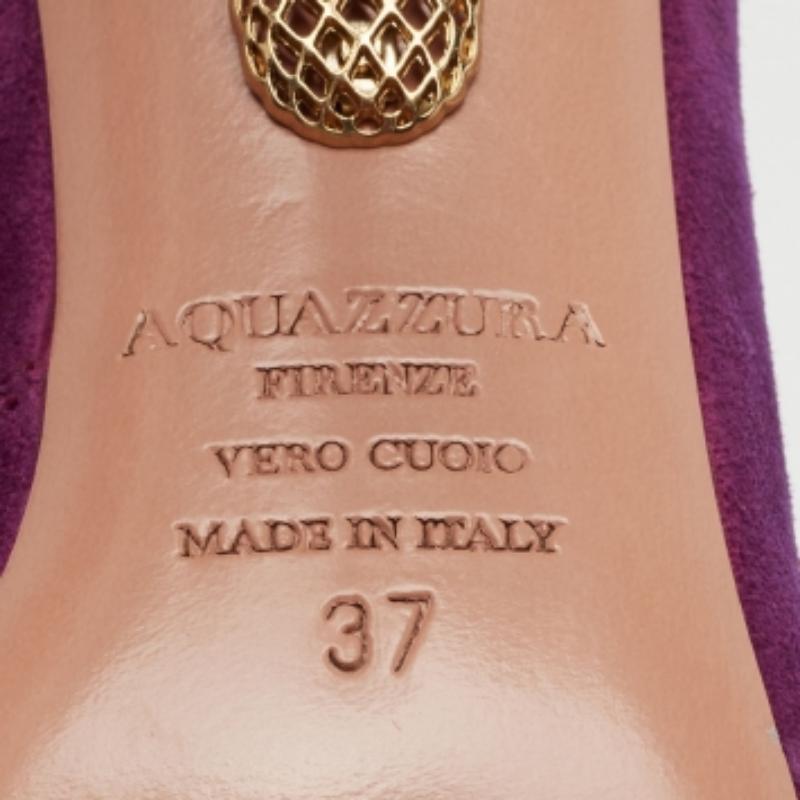 AQUAZZURA
FIRENZE
VERO CUOIO
MADE IN ITALY
37